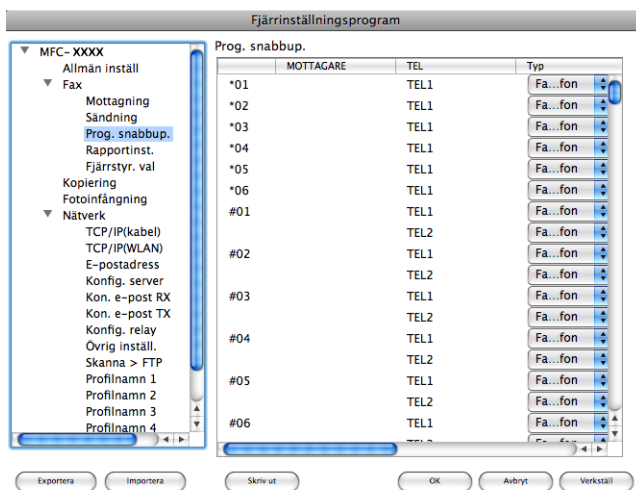 Fjärrinställningsprogram
MFC-XXXX
Allmän inställ
Fax
Mottagning
Sändning
Prog. snabbup.
Rapportinst.
Fjärrstyr. val
Kopiering
Fotoinfångning
Nätverk
TCP/IP(kabel)
TCP/IP(WLAN)
E-postadress
Konfig. server
Kon. e-post RX
Kon. e-post TX
Konfig. relay
Övrig inställ.
Skanna > FTP
Profilnamn 1
Profilnamn 2
Profilnamn 3
Profilnamn 4
Prog. snabbup.
MOTTAGARE TEL Typ
*01 TEL1 Fa...fon
*02 TEL1 Fa...fon
*03 TEL1 Fa...fon
*04 TEL1 Fa...fon
*05 TEL1 Fa...fon
*06 TEL1 Fa...fon
#01 TEL1 Fa...fon
TEL2 Fa...fon
#02 TEL1 Fa...fon
TEL2 Fa...fon
#03 TEL1 Fa...fon
TEL2 Fa...fon
#04 TEL1 Fa...fon
TEL2 Fa...fon
#05 TEL1 Fa...fon
TEL2 Fa...fon
#06 TEL1 Fa...fon
Exportera Importera Skriv ut OK Avbryt Verkställ